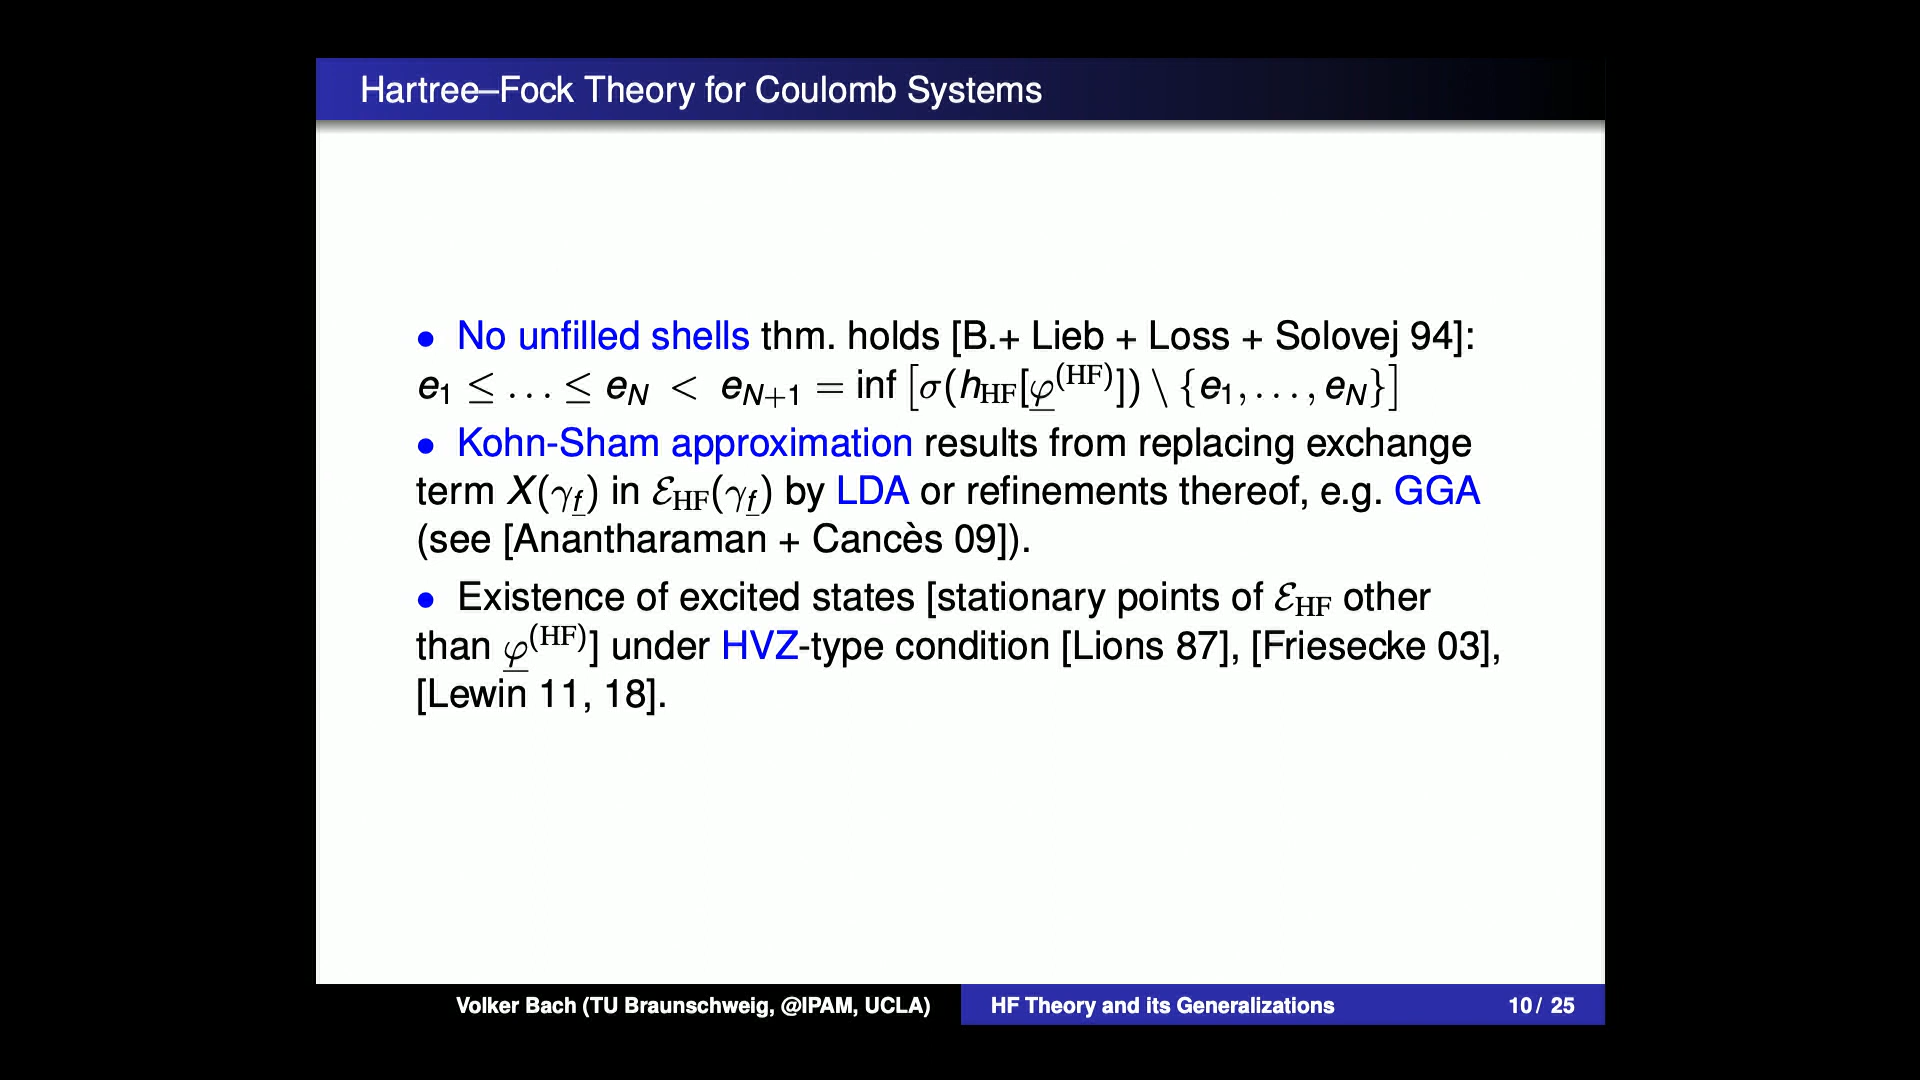 Hartree–Fock Theory for Coulomb Systems
• No unfilled shells thm. holds [B.+ Lieb + Loss + Solovej 94]:
e₁ ≤ … ≤ e_N < e_{N+1} = inf [σ(h_HF[φ̲^(HF)]) \ {e₁, …, e_N}]
• Kohn-Sham approximation results from replacing exchange
term X(γ_f̲) in ℰ_HF(γ_f̲) by LDA or refinements thereof, e.g. GGA
(see [Anantharaman + Cancès 09]).
• Existence of excited states [stationary points of ℰ_HF other
than φ̲^(HF)] under HVZ-type condition [Lions 87], [Friesecke 03],
[Lewin 11, 18].
Volker Bach (TU Braunschweig, @IPAM, UCLA) HF Theory and its Generalizations 10 / 25